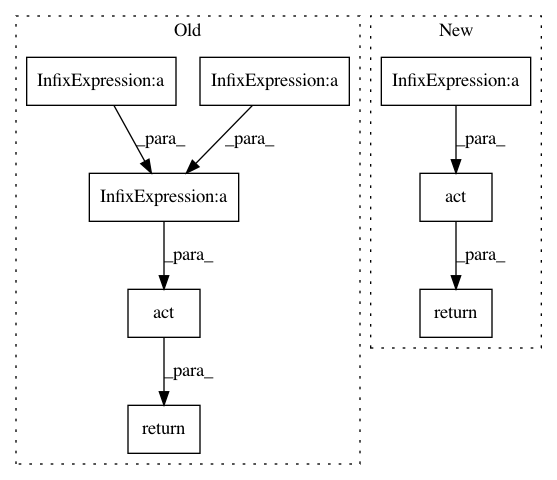 Old
New
InfixExpression:a
InfixExpression:a
InfixExpression:a
_para_
_para_
_para_
InfixExpression:a
act
_para_
_para_
act
return
_para_
return